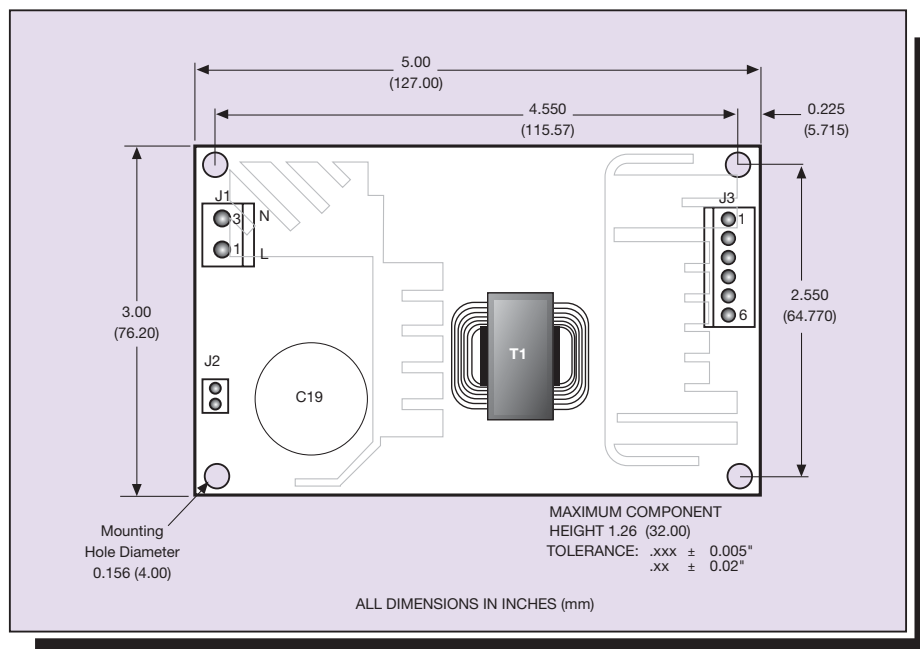 5.00
(127.00)
4.550
(115.57)
0.225
(5.715)
J1
3 N
1 L
J3
1
6
3.00
(76.20)
2.550
(64.770)
T1
J2
C19
Mounting
Hole Diameter
0.156 (4.00)
MAXIMUM COMPONENT
HEIGHT 1.26 (32.00)
TOLERANCE: .xxx ± 0.005"
.xx ± 0.02"
ALL DIMENSIONS IN INCHES (mm)